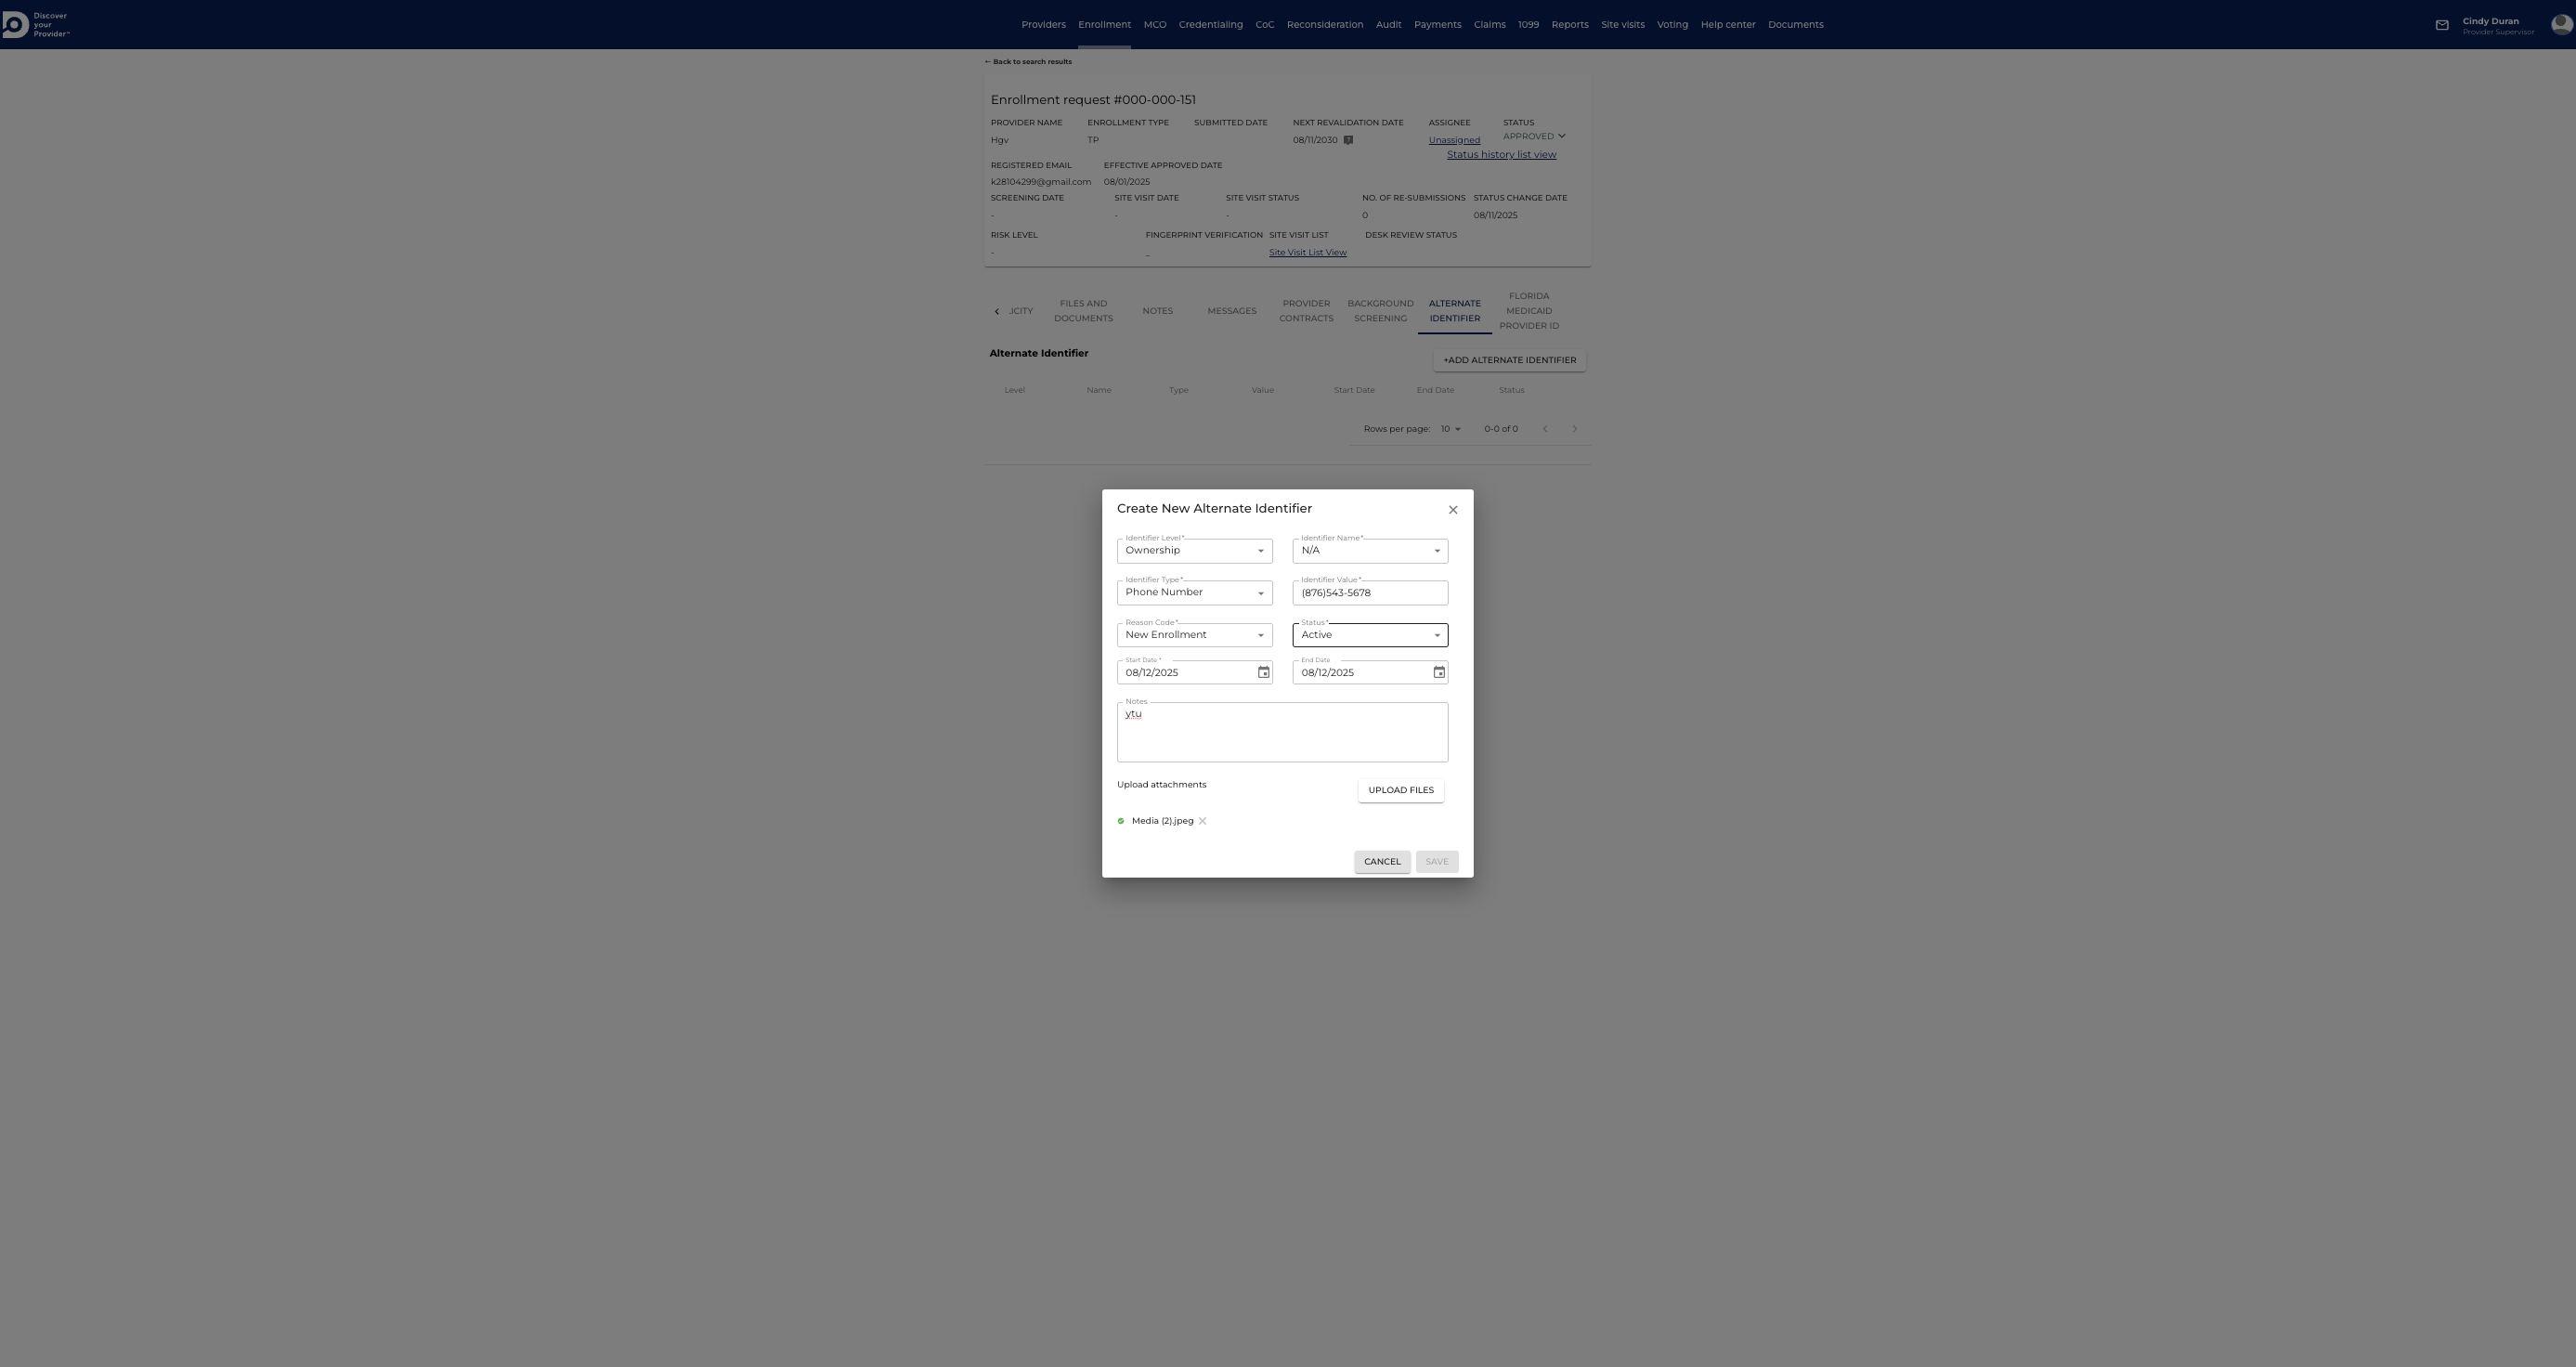 Discover
your
Provider™
Providers Enrollment MCO Credentialing CoC Reconsideration Audit Payments Claims 1099 Reports Site visits Voting Help center Documents
Cindy Duran
Provider Supervisor
← Back to search results
Enrollment request #000-000-151
PROVIDER NAME ENROLLMENT TYPE SUBMITTED DATE NEXT REVALIDATION DATE ASSIGNEE STATUS
Hgv TP 08/11/2030 Unassigned APPROVED
Status history list view
REGISTERED EMAIL EFFECTIVE APPROVED DATE
k28104299@gmail.com 08/01/2025
SCREENING DATE SITE VISIT DATE SITE VISIT STATUS NO. OF RE-SUBMISSIONS STATUS CHANGE DATE
- - - 0 08/11/2025
RISK LEVEL FINGERPRINT VERIFICATION SITE VISIT LIST DESK REVIEW STATUS
- _ Site Visit List View
.ICITY FILES AND DOCUMENTS NOTES MESSAGES PROVIDER CONTRACTS BACKGROUND SCREENING ALTERNATE IDENTIFIER FLORIDA MEDICAID PROVIDER ID
Alternate Identifier +ADD ALTERNATE IDENTIFIER
Level Name Type Value Start Date End Date Status
Rows per page: 10 0-0 of 0
Create New Alternate Identifier
Identifier Level * Identifier Name *
Ownership N/A
Identifier Type * Identifier Value *
Phone Number (876)543-5678
Reason Code * Status *
New Enrollment Active
Start Date * End Date
08/12/2025 08/12/2025
Notes
ytu
Upload attachments UPLOAD FILES
Media (2).jpeg
CANCEL SAVE